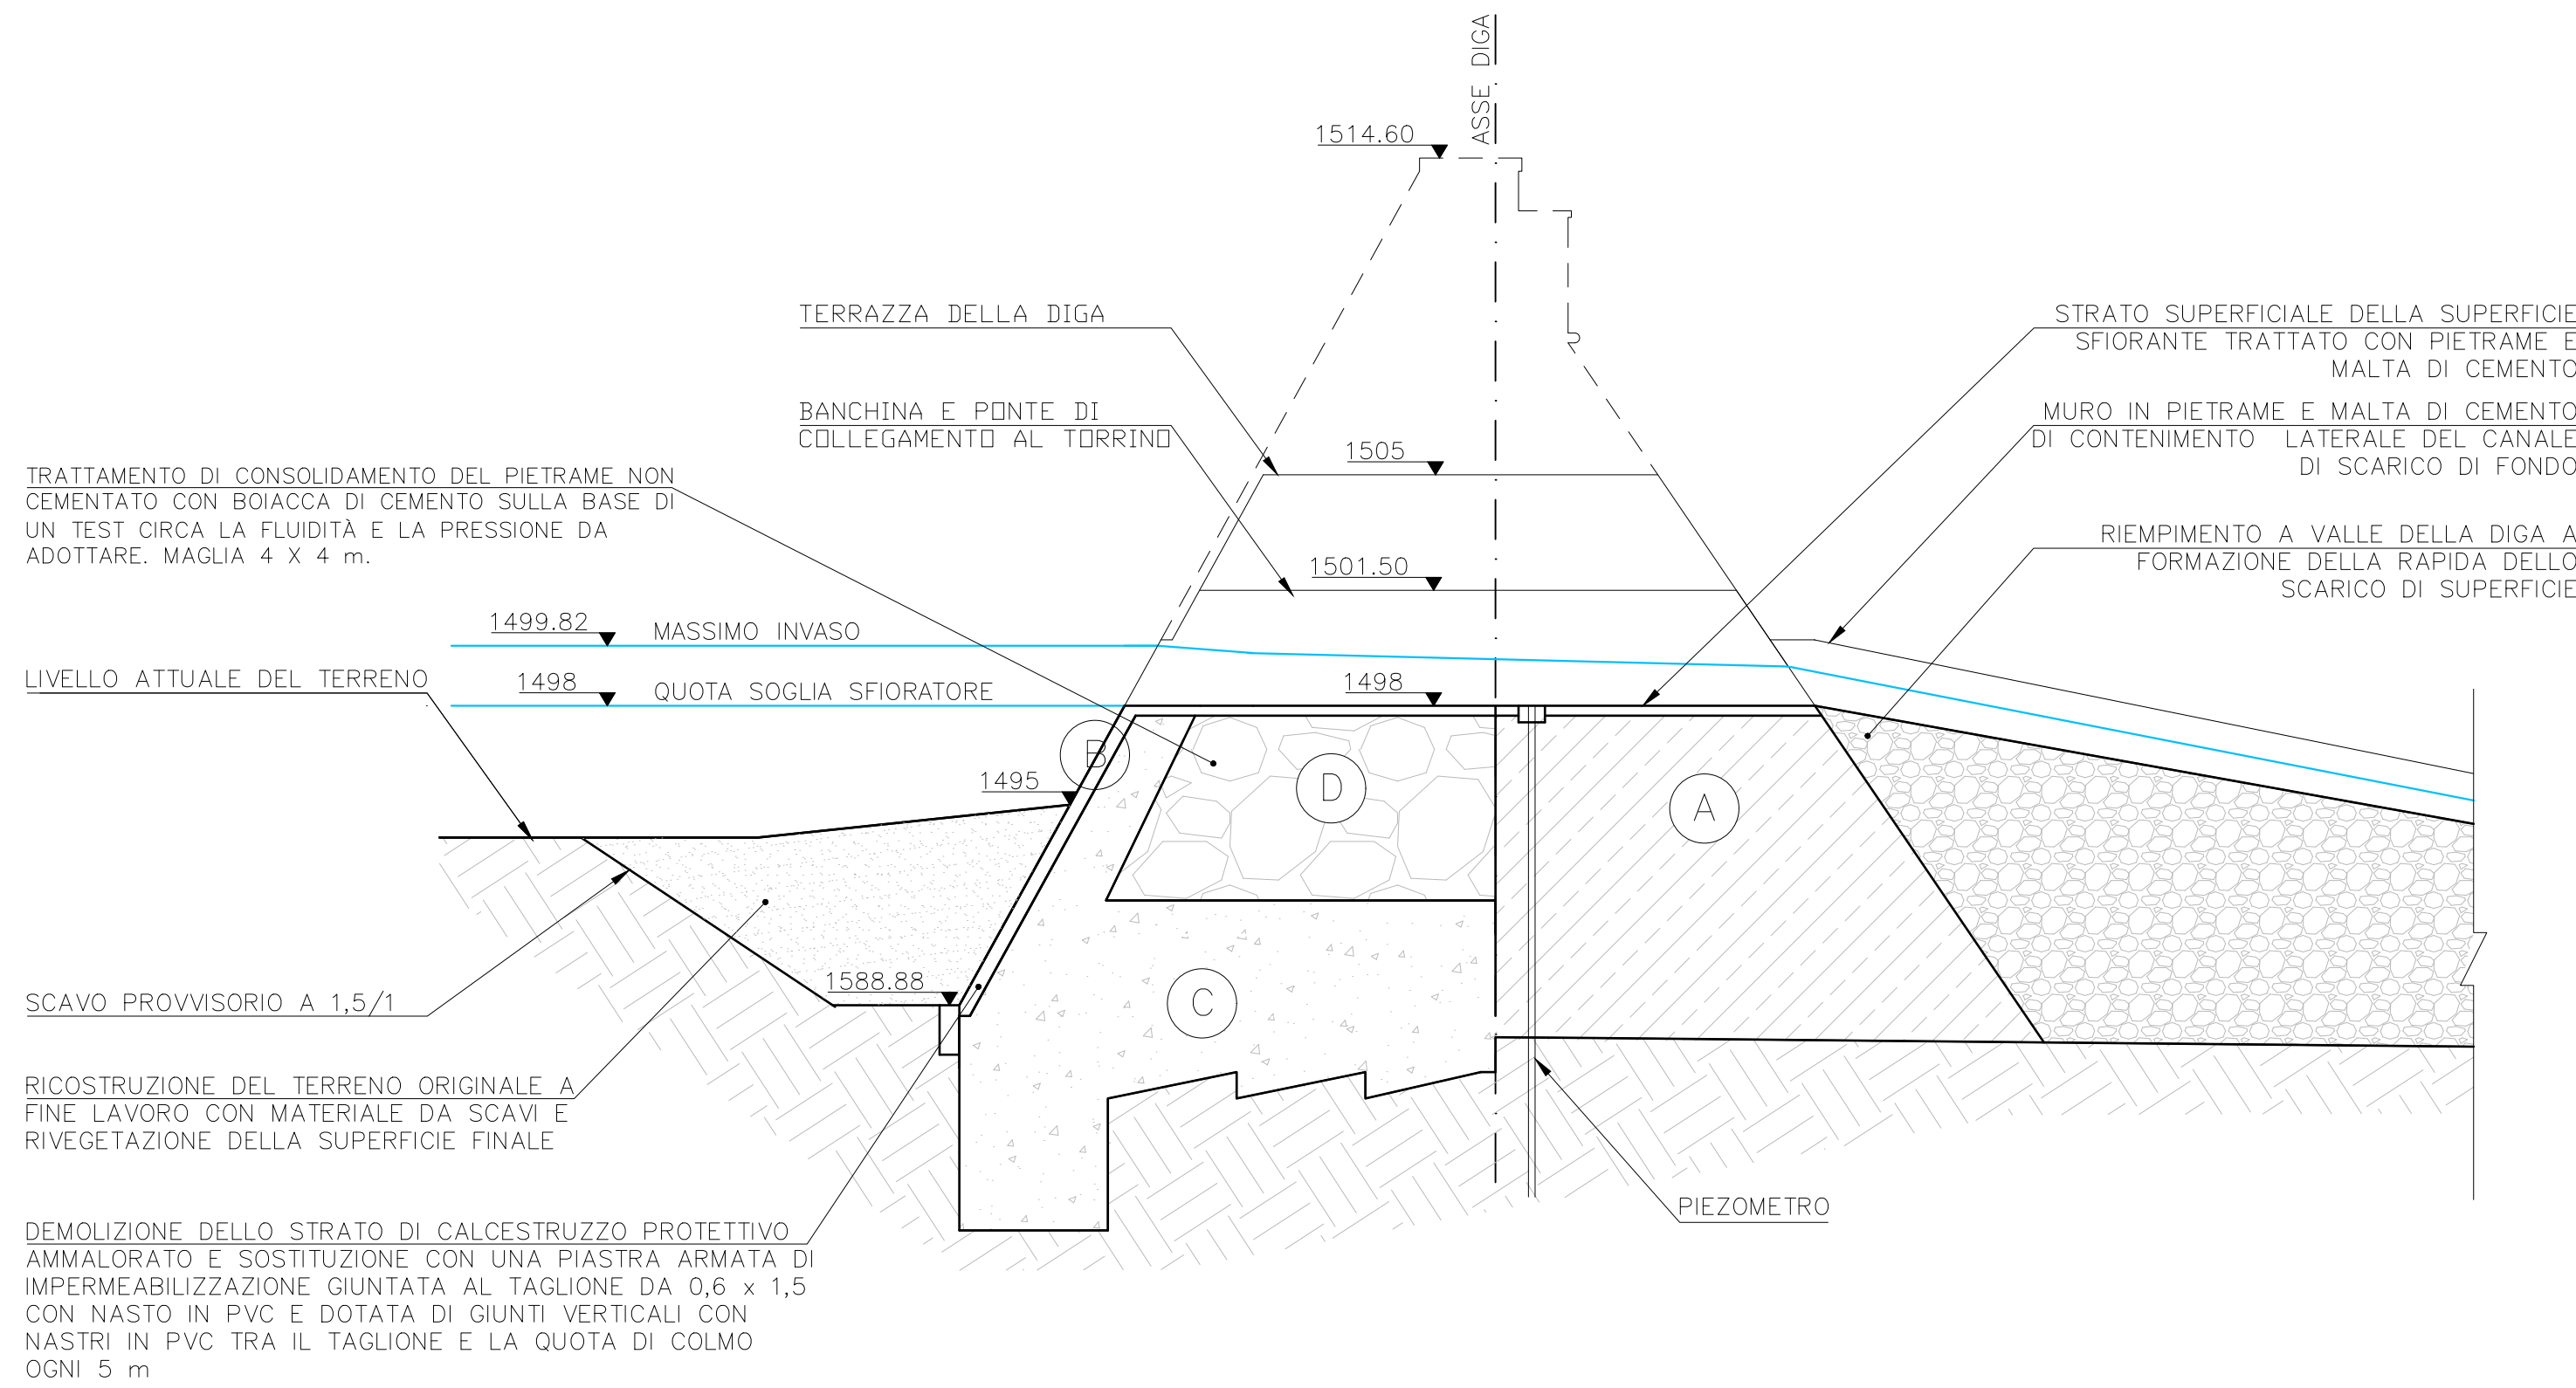 ASSE DIGA
1514.60
TERRAZZA DELLA DIGA
BANCHINA E PONTE DI
COLLEGAMENTO AL TORRINO
1505
1501.50
STRATO SUPERFICIALE DELLA SUPERFICIE
SFIORANTE TRATTATO CON PIETRAME E
MALTA DI CEMENTO
MURO IN PIETRAME E MALTA DI CEMENTO
DI CONTENIMENTO LATERALE DEL CANALE
DI SCARICO DI FONDO
RIEMPIMENTO A VALLE DELLA DIGA A
FORMAZIONE DELLA RAPIDA DELLO
SCARICO DI SUPERFICIE
TRATTAMENTO DI CONSOLIDAMENTO DEL PIETRAME NON
CEMENTATO CON BOIACCA DI CEMENTO SULLA BASE DI
UN TEST CIRCA LA FLUIDITÀ E LA PRESSIONE DA
ADOTTARE. MAGLIA 4 X 4 m.
1499.82
MASSIMO INVASO
LIVELLO ATTUALE DEL TERRENO
1498
QUOTA SOGLIA SFIORATORE
1498
B
1495
D
A
SCAVO PROVVISORIO A 1,5/1
1588.88
C
RICOSTRUZIONE DEL TERRENO ORIGINALE A
FINE LAVORO CON MATERIALE DA SCAVI E
RIVEGETAZIONE DELLA SUPERFICIE FINALE
PIEZOMETRO
DEMOLIZIONE DELLO STRATO DI CALCESTRUZZO PROTETTIVO
AMMALORATO E SOSTITUZIONE CON UNA PIASTRA ARMATA DI
IMPERMEABILIZZAZIONE GIUNTATA AL TAGLIONE DA 0,6 x 1,5
CON NASTO IN PVC E DOTATA DI GIUNTI VERTICALI CON
NASTRI IN PVC TRA IL TAGLIONE E LA QUOTA DI COLMO
OGNI 5 m